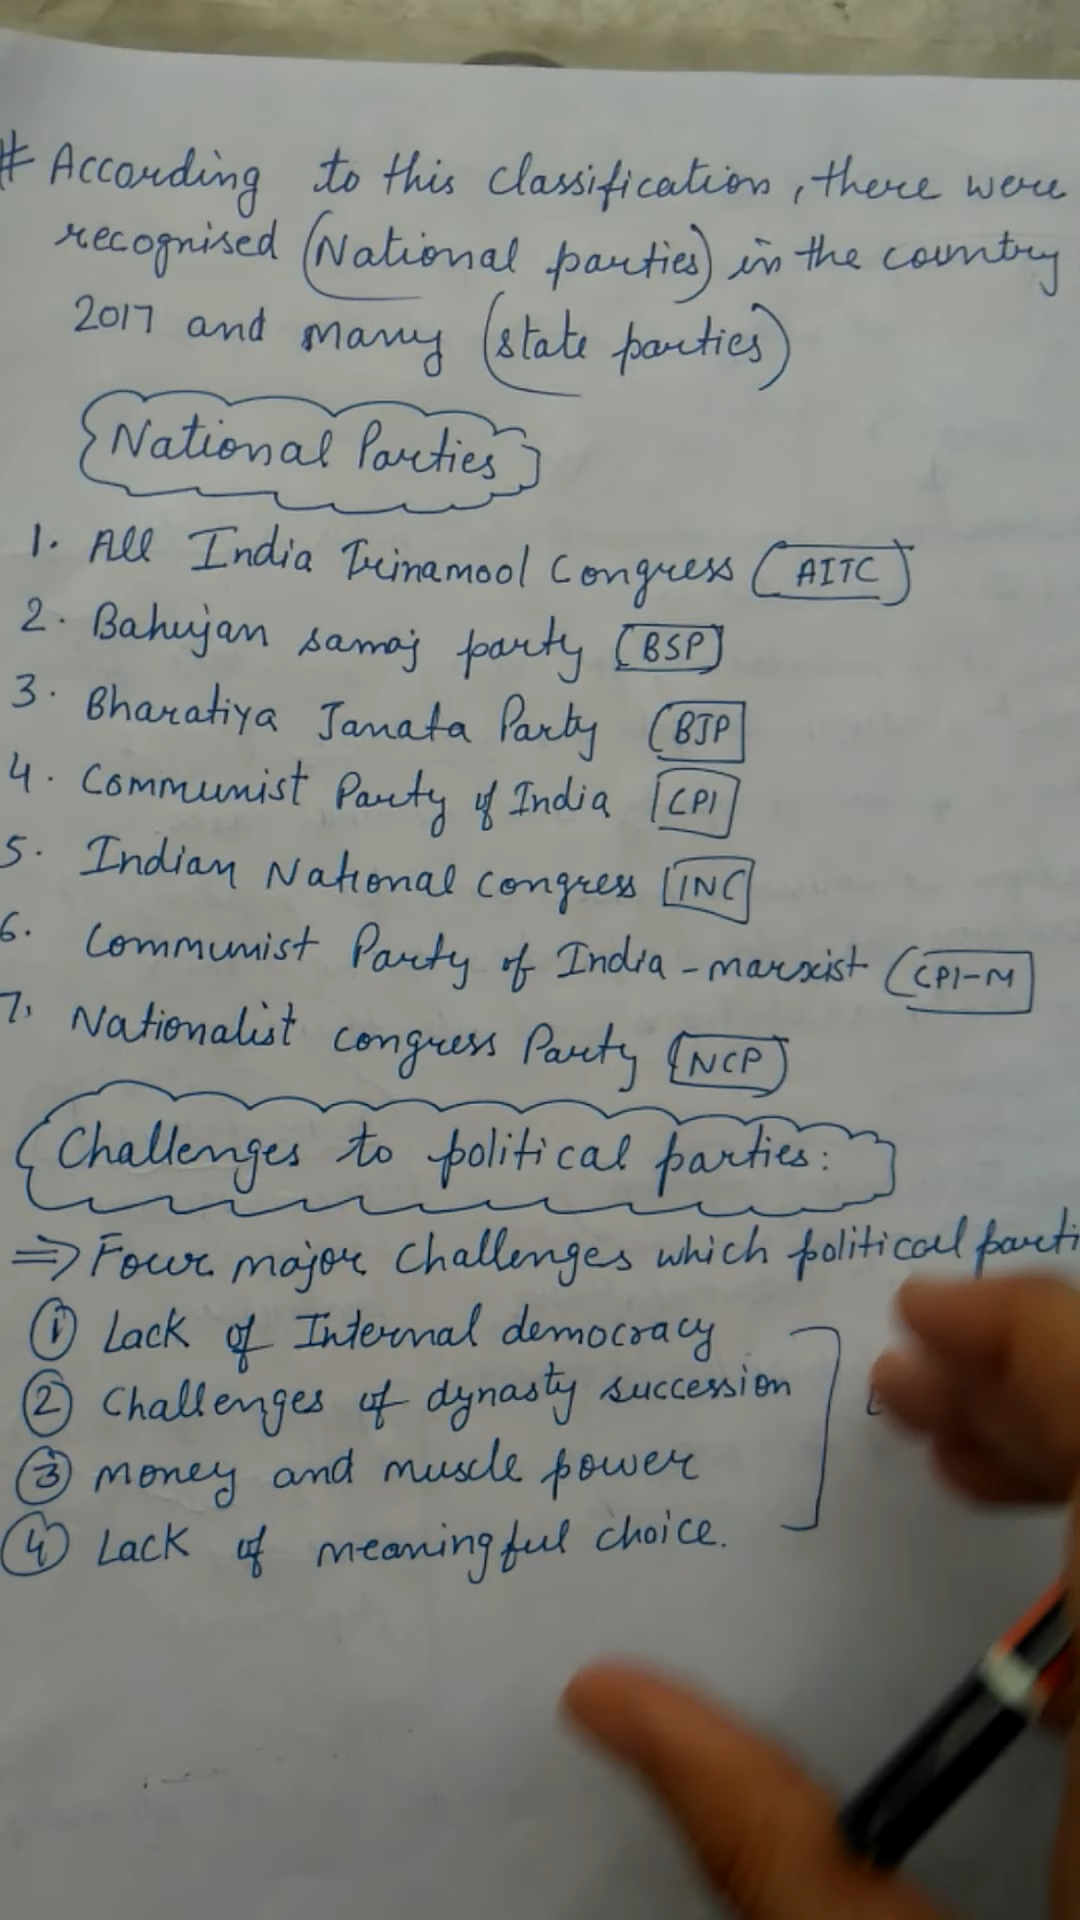 # According to this classification, there were
recognised (National parties) in the country
2017 and many (state parties)
National Parties
1. All India Trinamool Congress (AITC)
2. Bahujan samaj party (BSP)
3. Bharatiya Janata Party (BJP)
4. Communist Party of India (CPI)
5. Indian National congress (INC)
6. Communist Party of India - marxist (CPI-M)
7. Nationalist congress Party (NCP)
Challenges to political parties:
⇒ Four major challenges which political parti
① Lack of Internal democracy
② Challenges of dynasty succession
③ money and muscle power
④ Lack of meaningful choice.